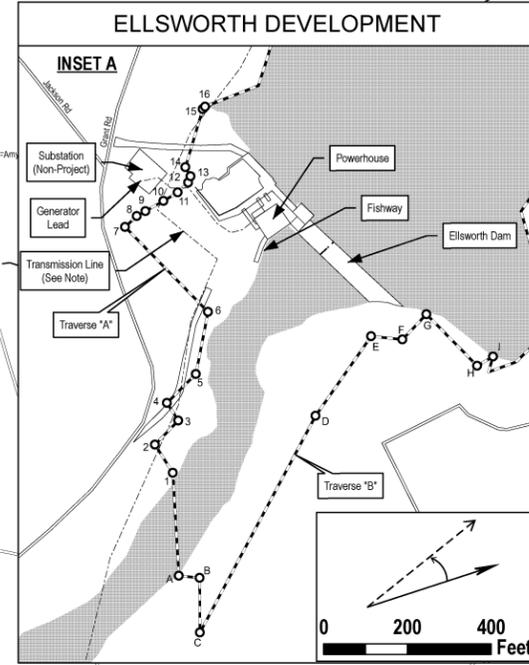 ELLSWORTH DEVELOPMENT
INSET A
Jackson Rd
Grant Rd
=Amy
16
15
14
13
12
11
10
9
8
7
Substation
(Non-Project)
Generator
Lead
Transmission Line
(See Note)
Traverse "A"
Powerhouse
Fishway
Ellsworth Dam
6
5
4
3
2
1
A
B
C
D
E
F
G
H
I
Traverse "B"
0 200 400
Feet